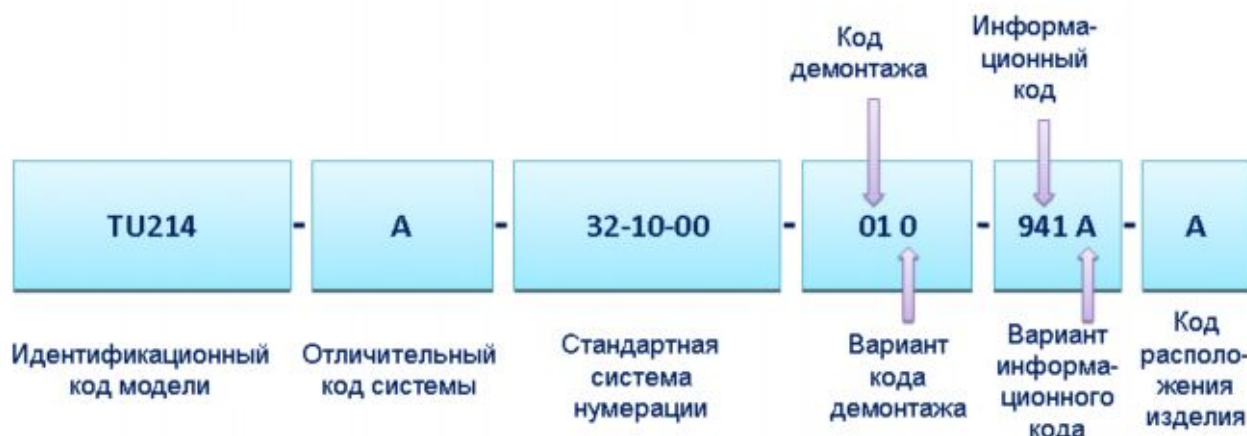 Код
демонтажа
Информа-
ционный
код
TU214 - A - 32-10-00 - 01 0 - 941 A - A
Идентификационный
код модели
Отличительный
код системы
Стандартная
система
нумерации
Вариант
кода
демонтажа
Вариант
информа-
ционного
кода
Код
располо-
жения
изделия